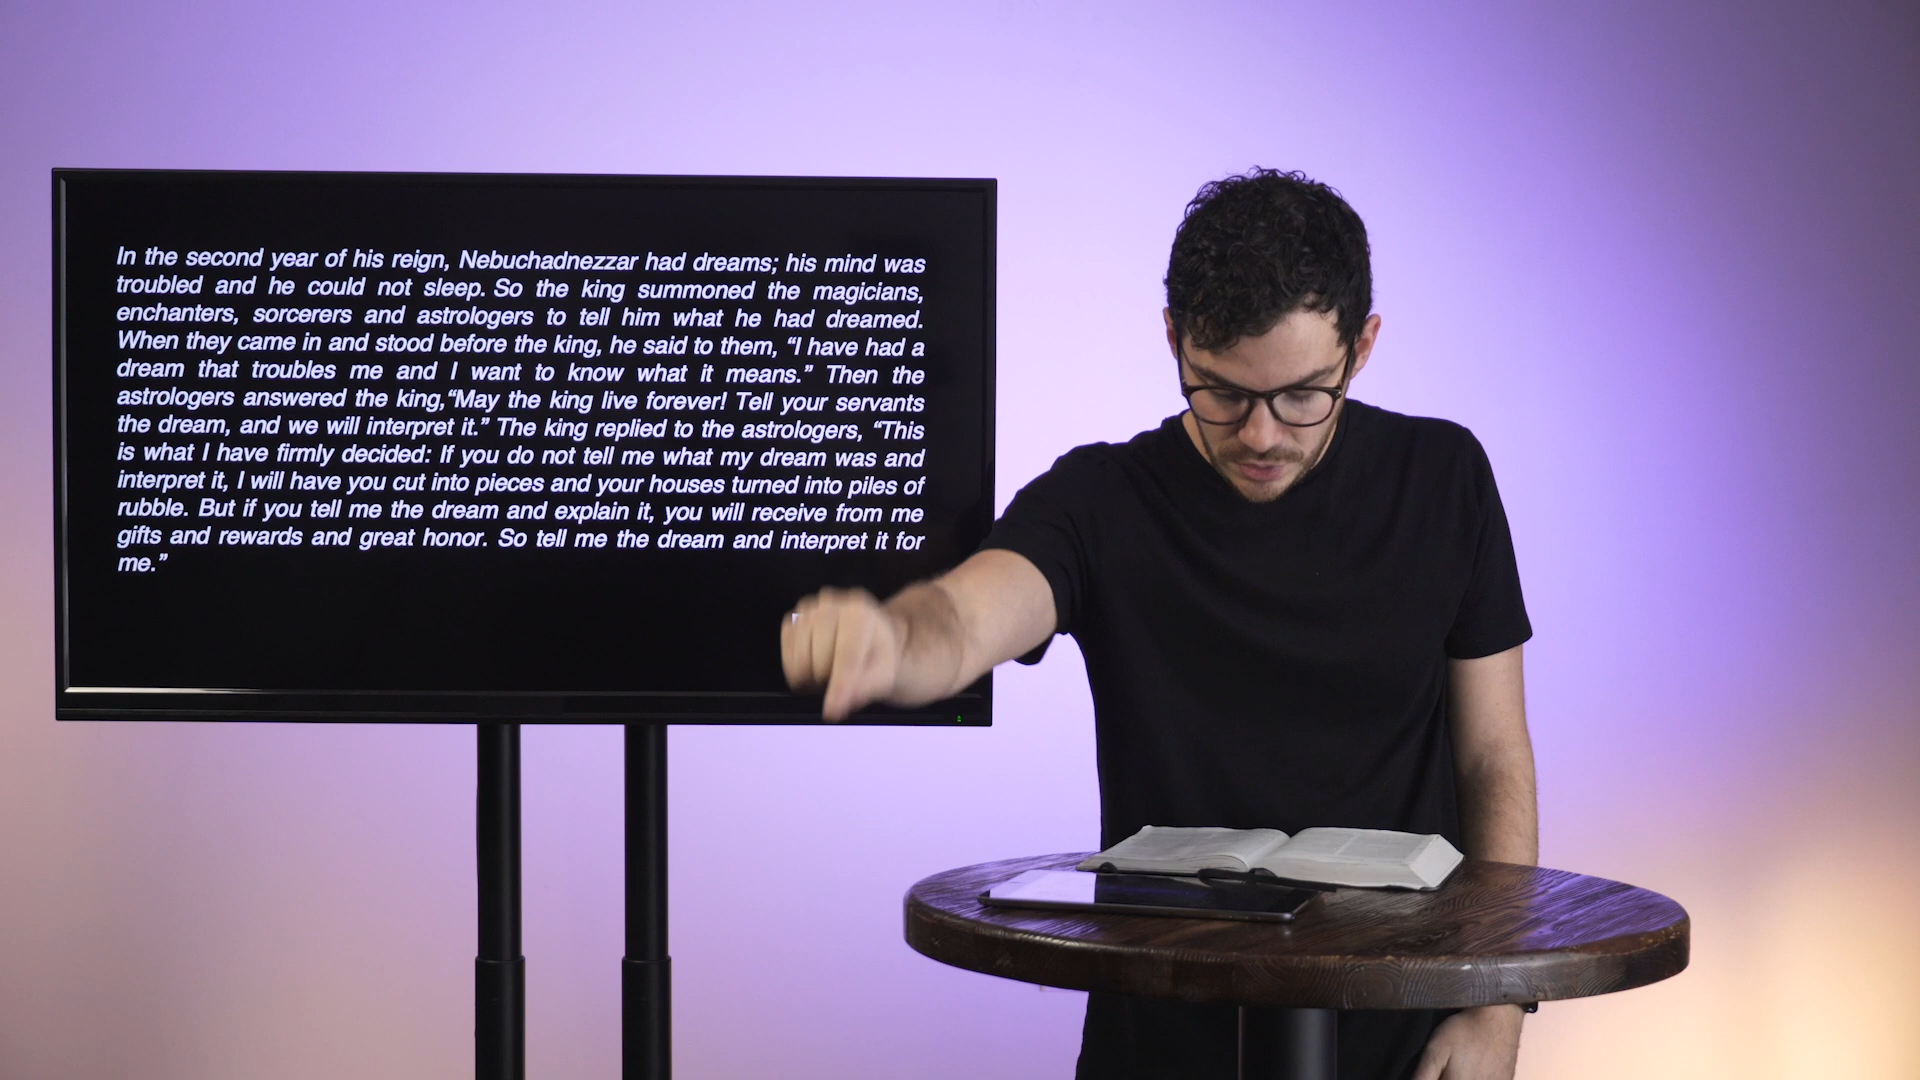 In the second year of his reign, Nebuchadnezzar had dreams; his mind was
troubled and he could not sleep. So the king summoned the magicians,
enchanters, sorcerers and astrologers to tell him what he had dreamed.
When they came in and stood before the king, he said to them, “I have had a
dream that troubles me and I want to know what it means.” Then the
astrologers answered the king,“May the king live forever! Tell your servants
the dream, and we will interpret it.” The king replied to the astrologers, “This
is what I have firmly decided: If you do not tell me what my dream was and
interpret it, I will have you cut into pieces and your houses turned into piles of
rubble. But if you tell me the dream and explain it, you will receive from me
gifts and rewards and great honor. So tell me the dream and interpret it for
me.”